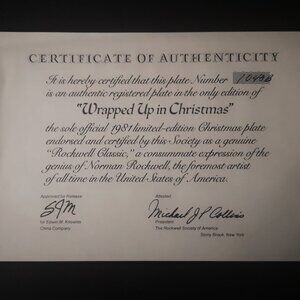 CERTIFICATE OF AUTHENTICITY
It is hereby certified that this plate Number
is an authentic registered plate in the only edition of
"Wrapped Up in Christmas"
the sole official 1981 limited-edition Christmas plate
endorsed and certified by this Society as a genuine
"Rockwell Classic," a consummate expression of the
genius of Norman Rockwell, the foremost artist
of all time in the United States of America.
Approved for Release
Attested
Michael J P Collins
for Edwin M. Knowles
China Company
President
The Rockwell Society of America
Stony Brook, New York